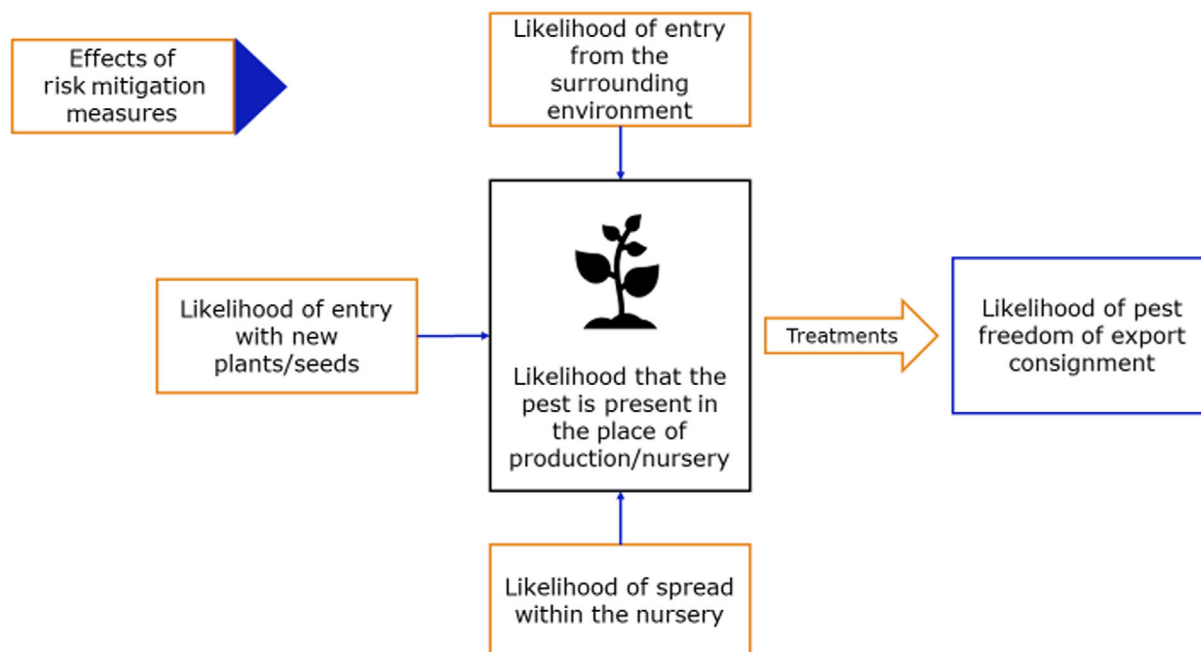 Effects of
risk mitigation
measures
Likelihood of entry
from the
surrounding
environment
Likelihood of entry
with new
plants/seeds
Likelihood that the
pest is present in
the place of
production/nursery
Treatments
Likelihood of pest
freedom of export
consignment
Likelihood of spread
within the nursery